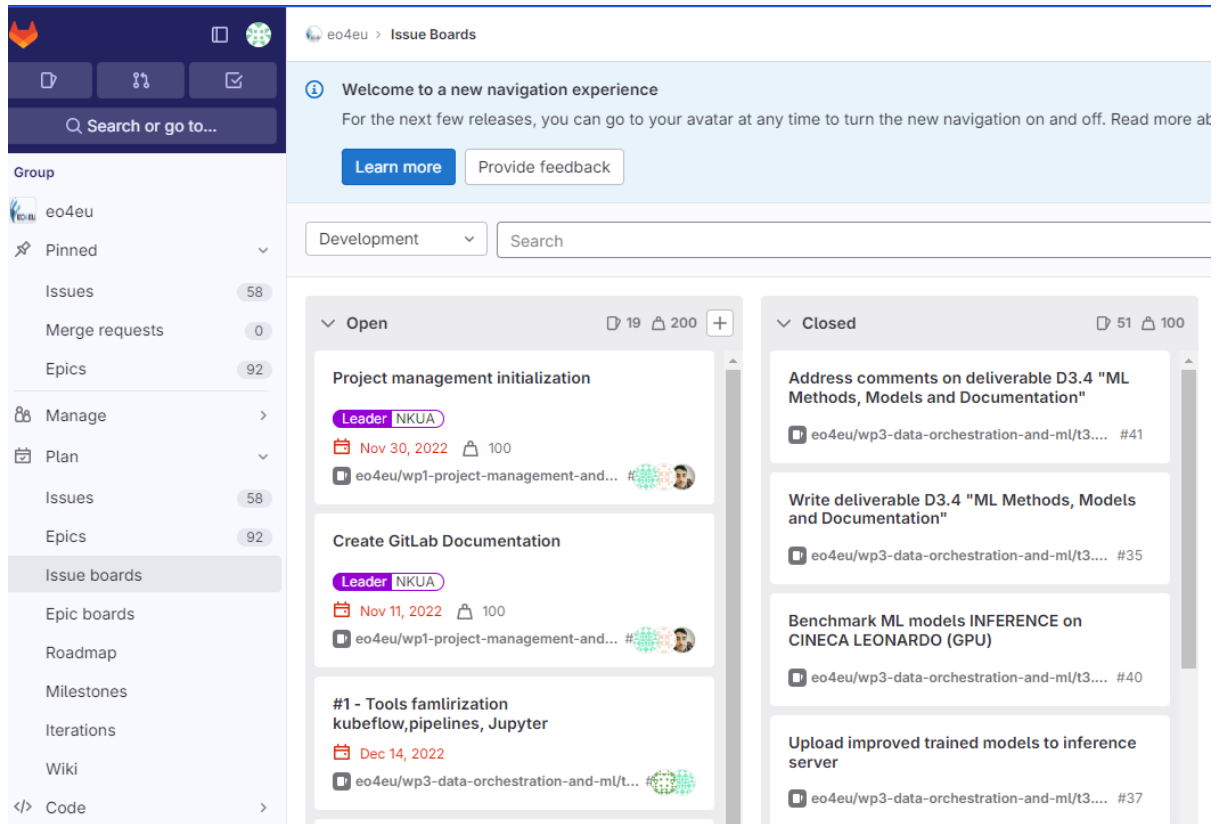 eo4eu > Issue Boards
Search or go to...
Group
EO4EU eo4eu
Pinned
Issues 58
Merge requests 0
Epics 92
Manage
Plan
Issues 58
Epics 92
Issue boards
Epic boards
Roadmap
Milestones
Iterations
Wiki
Code
Welcome to a new navigation experience
For the next few releases, you can go to your avatar at any time to turn the new navigation on and off. Read more ab
Learn more Provide feedback
Development Search
Open 19 200
Project management initialization
Leader NKUA
Nov 30, 2022 100
eo4eu/wp1-project-management-and... #
Create GitLab Documentation
Leader NKUA
Nov 11, 2022 100
eo4eu/wp1-project-management-and... #
#1 - Tools famlirization
kubeflow,pipelines, Jupyter
Dec 14, 2022
eo4eu/wp3-data-orchestration-and-ml/t... #
Closed 51 100
Address comments on deliverable D3.4 "ML
Methods, Models and Documentation"
eo4eu/wp3-data-orchestration-and-ml/t3.... #41
Write deliverable D3.4 "ML Methods, Models
and Documentation"
eo4eu/wp3-data-orchestration-and-ml/t3.... #35
Benchmark ML models INFERENCE on
CINECA LEONARDO (GPU)
eo4eu/wp3-data-orchestration-and-ml/t3.... #40
Upload improved trained models to inference
server
eo4eu/wp3-data-orchestration-and-ml/t3.... #37